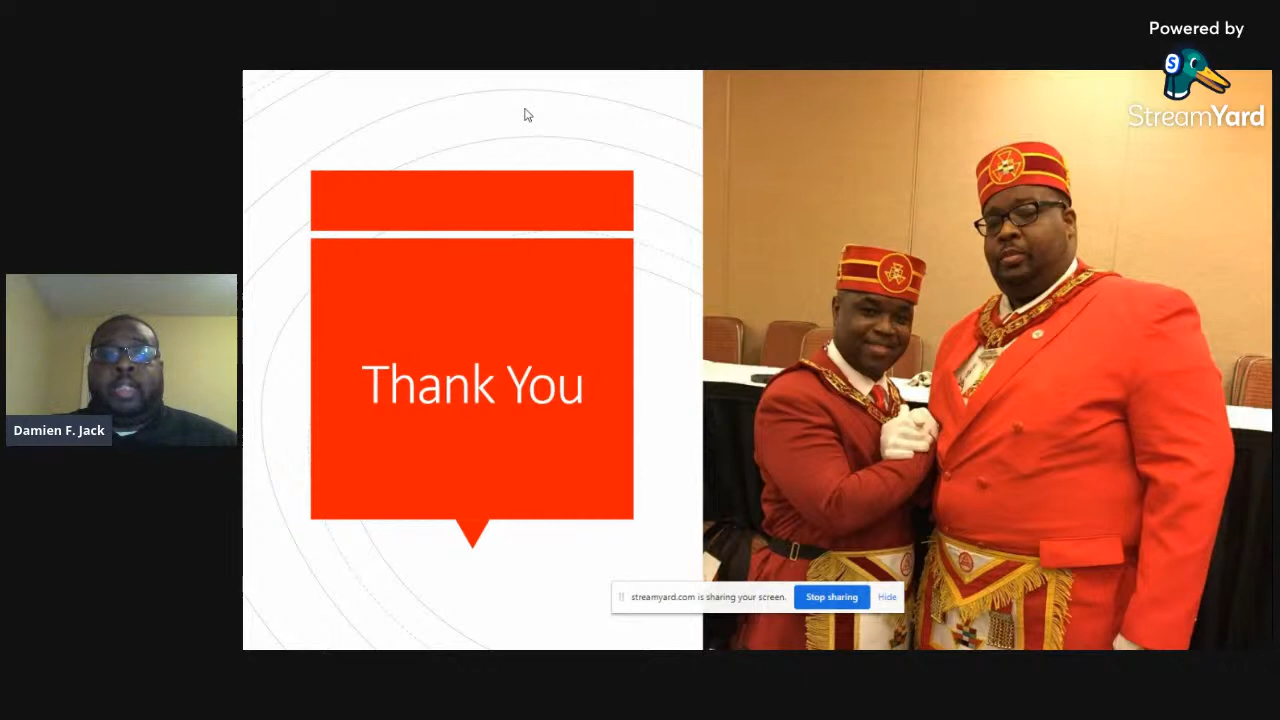 Powered by
S
StreamYard
Thank You
Damien F. Jack
streamyard.com is sharing your screen.
Stop sharing
Hide